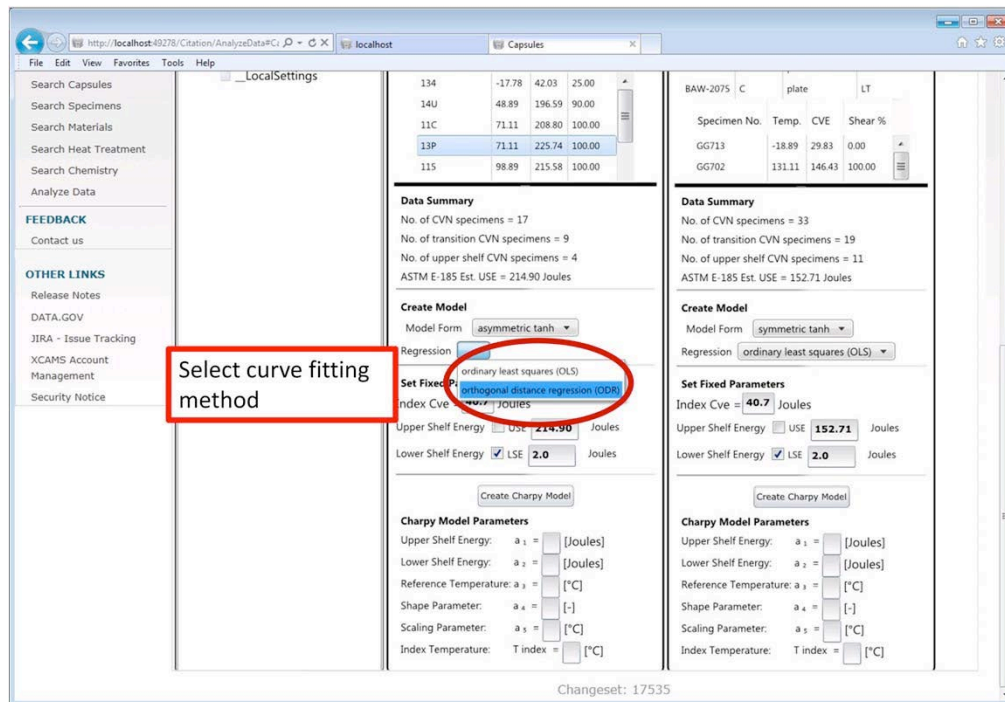 http://localhost:49278/Citation/AnalyzeData#Ca
localhost
Capsules
File Edit View Favorites Tools Help
Search Capsules
Search Specimens
Search Materials
Search Heat Treatment
Search Chemistry
Analyze Data
FEEDBACK
Contact us
OTHER LINKS
Release Notes
DATA.GOV
JIRA - Issue Tracking
XCAMS Account
Management
Security Notice
__LocalSettings
Select curve fitting
method
134 -17.78 42.03 25.00
14U 48.89 196.59 90.00
11C 71.11 208.80 100.00
13P 71.11 225.74 100.00
115 98.89 215.58 100.00
Data Summary
No. of CVN specimens = 17
No. of transition CVN specimens = 9
No. of upper shelf CVN specimens = 4
ASTM E-185 Est. USE = 214.90 Joules
Create Model
Model Form asymmetric tanh
Regression
ordinary least squares (OLS)
orthogonal distance regression (ODR)
Set Fixed P
Index Cve = 40.7 Joules
Upper Shelf Energy USE 214.90 Joules
Lower Shelf Energy LSE 2.0 Joules
Create Charpy Model
Charpy Model Parameters
Upper Shelf Energy: a 1 = [Joules]
Lower Shelf Energy: a 2 = [Joules]
Reference Temperature: a 3 = [°C]
Shape Parameter: a 4 = [-]
Scaling Parameter: a 5 = [°C]
Index Temperature: T index = [°C]
BAW-2075 C plate LT
Specimen No. Temp. CVE Shear %
GG713 -18.89 29.83 0.00
GG702 131.11 146.43 100.00
Data Summary
No. of CVN specimens = 33
No. of transition CVN specimens = 19
No. of upper shelf CVN specimens = 11
ASTM E-185 Est. USE = 152.71 Joules
Create Model
Model Form symmetric tanh
Regression ordinary least squares (OLS)
Set Fixed Parameters
Index Cve = 40.7 Joules
Upper Shelf Energy USE 152.71 Joules
Lower Shelf Energy LSE 2.0 Joules
Create Charpy Model
Charpy Model Parameters
Upper Shelf Energy: a 1 = [Joules]
Lower Shelf Energy: a 2 = [Joules]
Reference Temperature: a 3 = [°C]
Shape Parameter: a 4 = [-]
Scaling Parameter: a 5 = [°C]
Index Temperature: T index = [°C]
Changeset: 17535